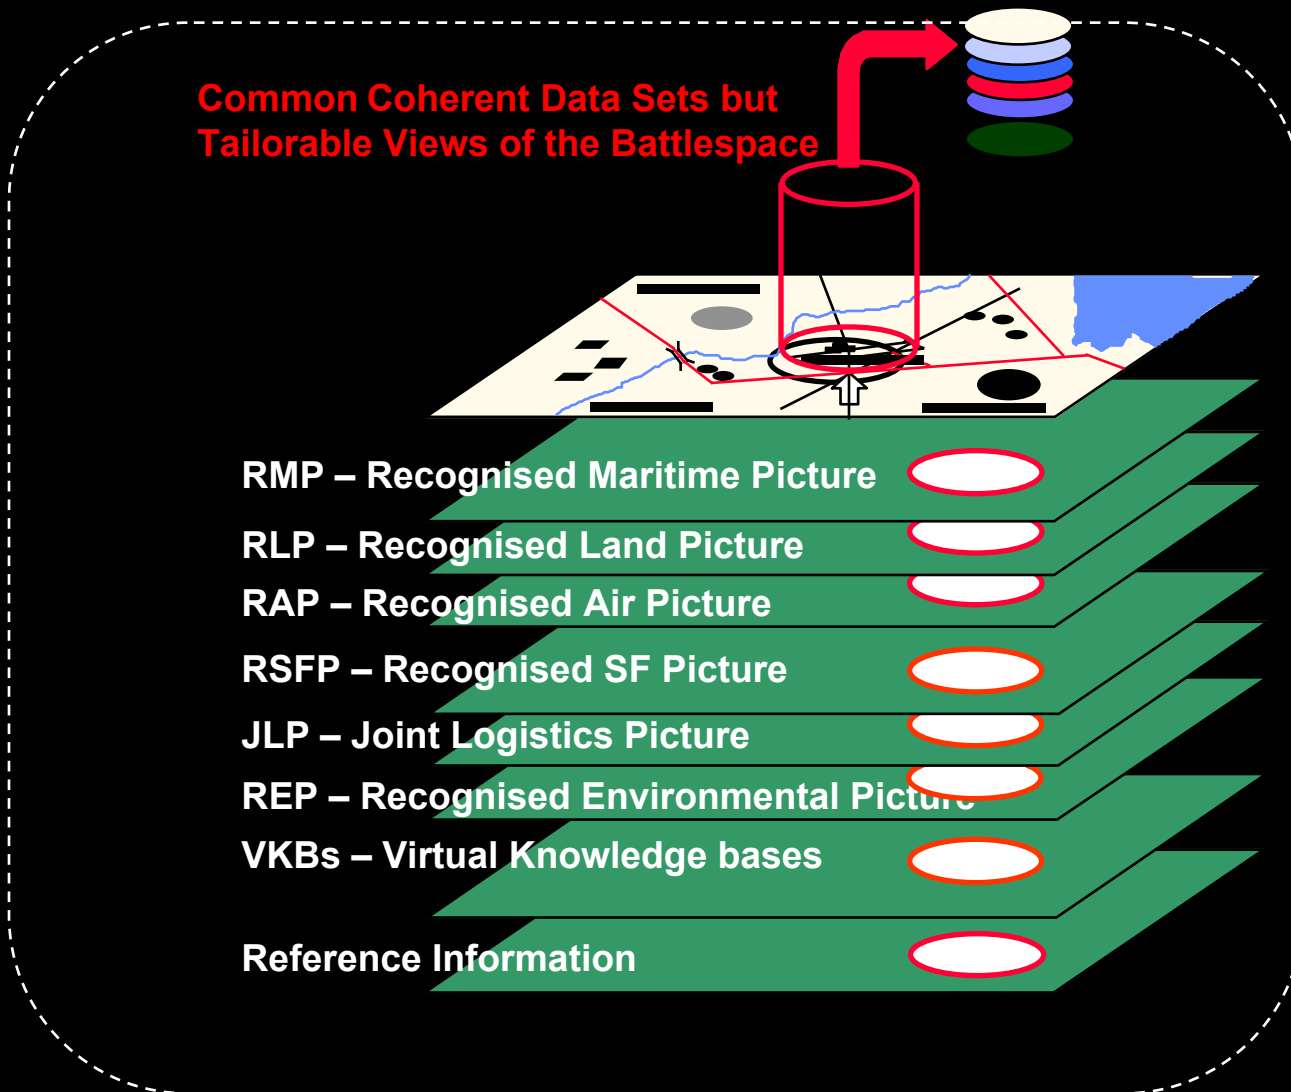 Common Coherent Data Sets but
Tailorable Views of the Battlespace
RMP – Recognised Maritime Picture
RLP – Recognised Land Picture
RAP – Recognised Air Picture
RSFP – Recognised SF Picture
JLP – Joint Logistics Picture
REP – Recognised Environmental Picture
VKBs – Virtual Knowledge bases
Reference Information